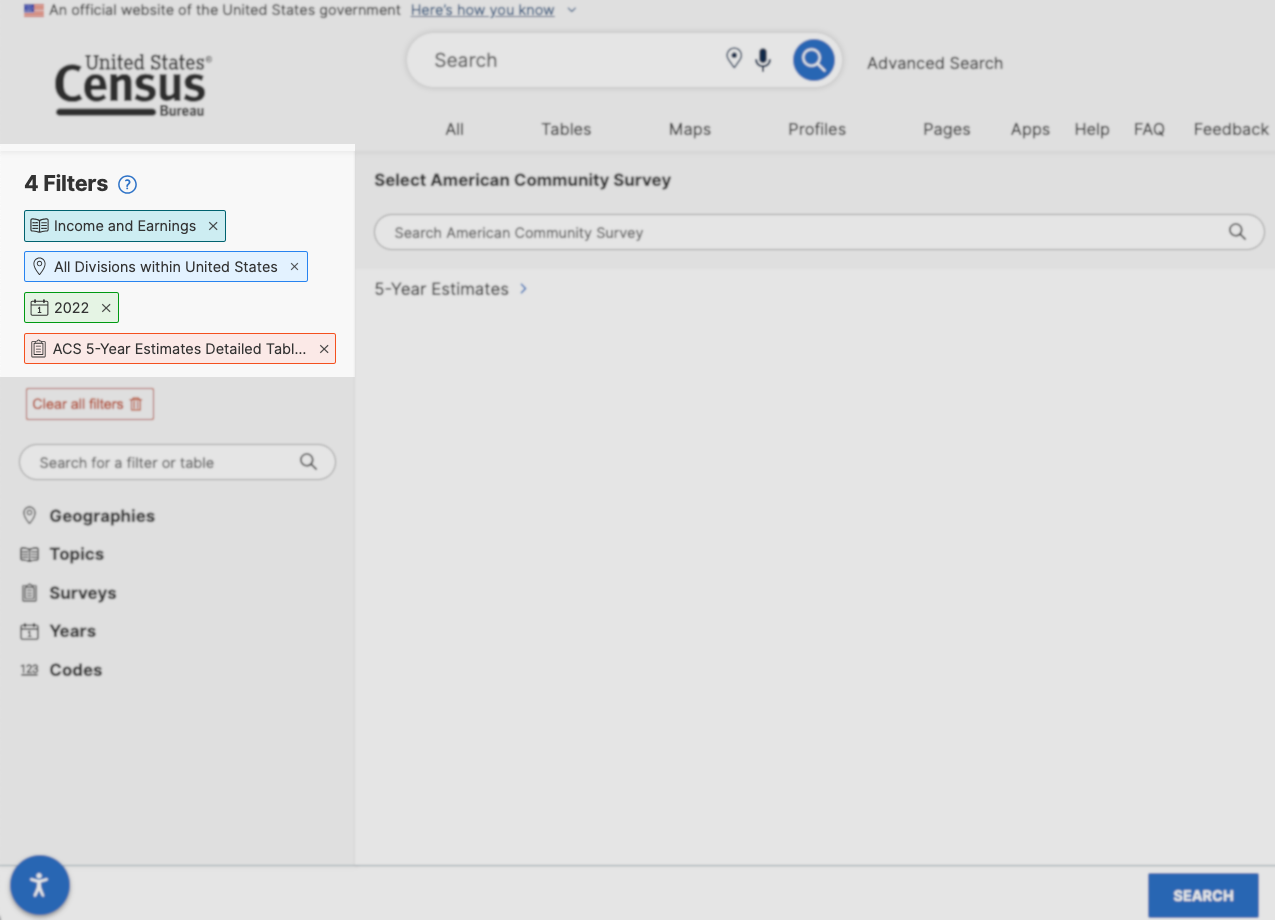 An official website of the United States government Here's how you know
United States®
Census
Bureau
Search
Advanced Search
All Tables Maps Profiles Pages Apps Help FAQ Feedback
4 Filters ?
Income and Earnings ×
All Divisions within United States ×
1 2022 ×
ACS 5-Year Estimates Detailed Tabl... ×
Clear all filters
Search for a filter or table
Geographies
Topics
Surveys
1 Years
123 Codes
Select American Community Survey
Search American Community Survey
5-Year Estimates
SEARCH